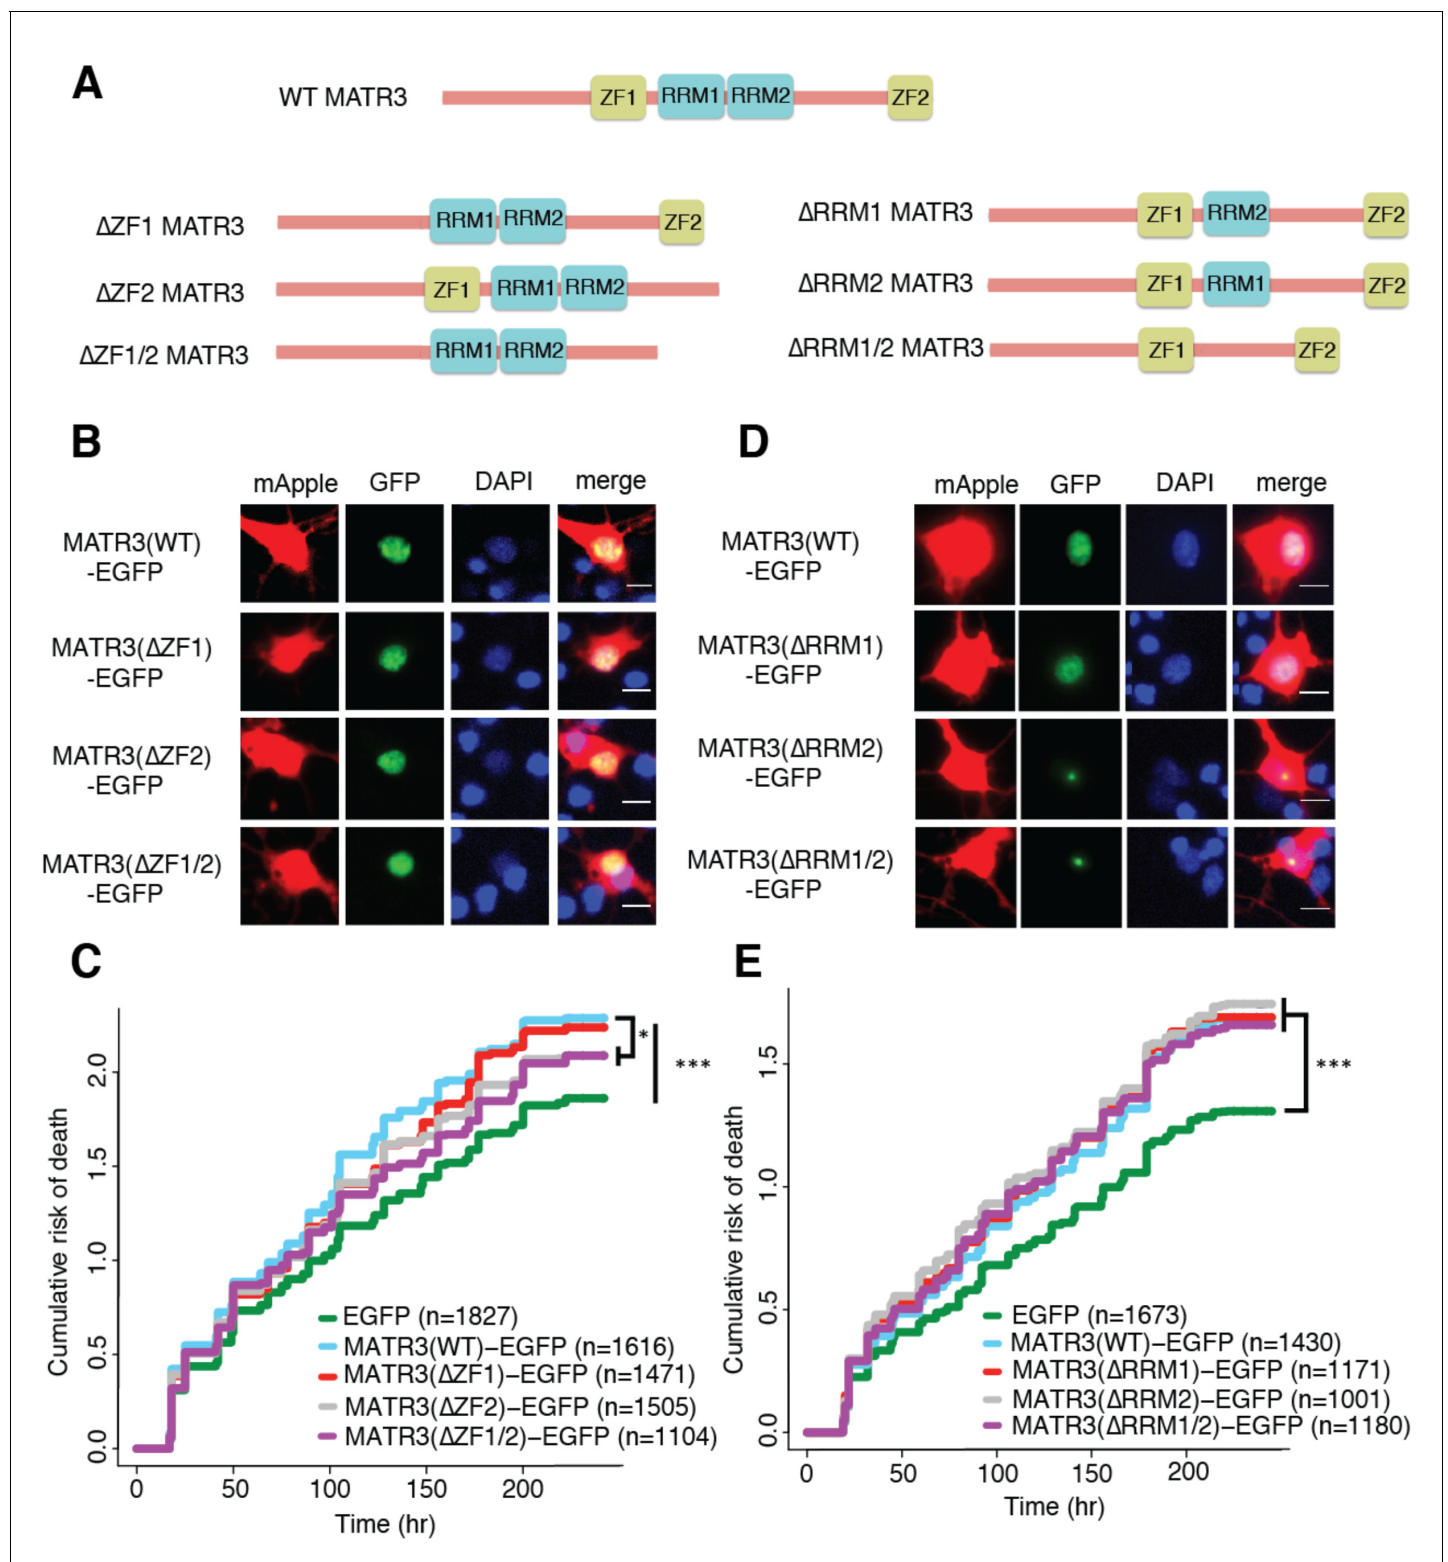 A
WT MATR3
ZF1 RRM1 RRM2 ZF2
ΔZF1 MATR3
RRM1 RRM2 ZF2
ΔZF2 MATR3
ZF1 RRM1 RRM2
ΔZF1/2 MATR3
RRM1 RRM2
ΔRRM1 MATR3
ZF1 RRM2 ZF2
ΔRRM2 MATR3
ZF1 RRM1 ZF2
ΔRRM1/2 MATR3
ZF1 ZF2
B
mApple GFP DAPI merge
MATR3(WT)
-EGFP
MATR3(ΔZF1)
-EGFP
MATR3(ΔZF2)
-EGFP
MATR3(ΔZF1/2)
-EGFP
D
mApple GFP DAPI merge
MATR3(WT)
-EGFP
MATR3(ΔRRM1)
-EGFP
MATR3(ΔRRM2)
-EGFP
MATR3(ΔRRM1/2)
-EGFP
C
Cumulative risk of death
2.0
1.5
1.0
0.5
0.0
*
***
EGFP (n=1827)
MATR3(WT)–EGFP (n=1616)
MATR3(ΔZF1)–EGFP (n=1471)
MATR3(ΔZF2)–EGFP (n=1505)
MATR3(ΔZF1/2)–EGFP (n=1104)
0 50 100 150 200
Time (hr)
E
Cumulative risk of death
1.5
1.0
0.5
0.0
***
EGFP (n=1673)
MATR3(WT)–EGFP (n=1430)
MATR3(ΔRRM1)–EGFP (n=1171)
MATR3(ΔRRM2)–EGFP (n=1001)
MATR3(ΔRRM1/2)–EGFP (n=1180)
0 50 100 150 200
Time (hr)